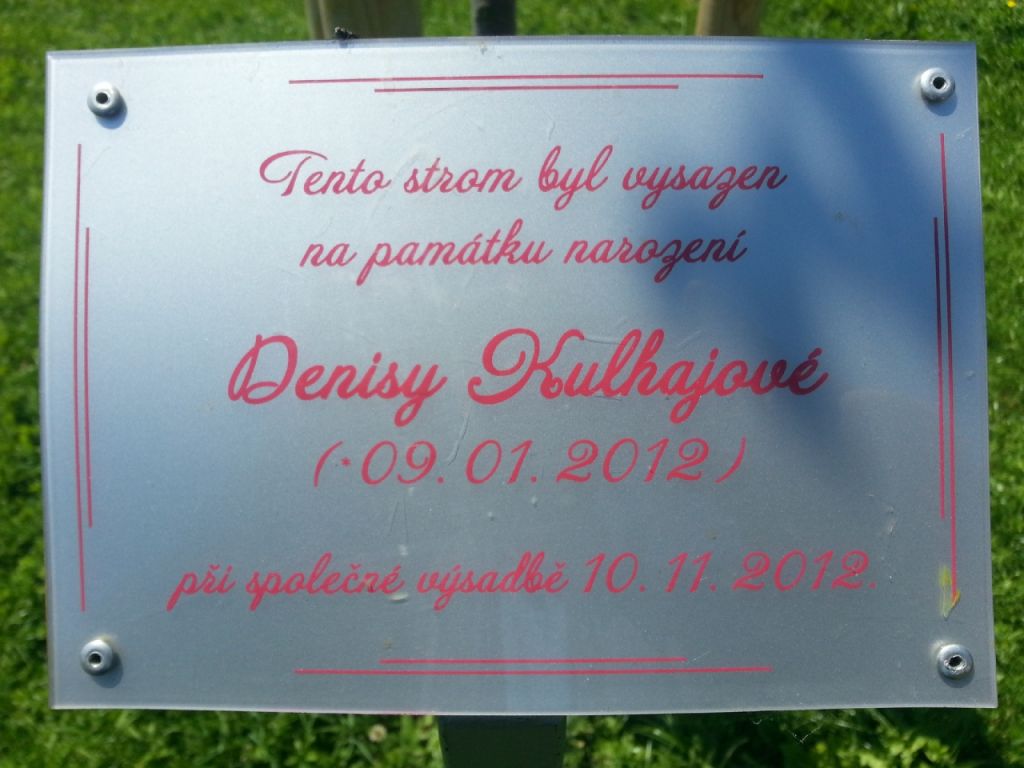 Tento strom byl vysazen
na památku narození
Denisy Kulhajové
(*09. 01. 2012)
při společné výsadbě 10. 11. 2012.